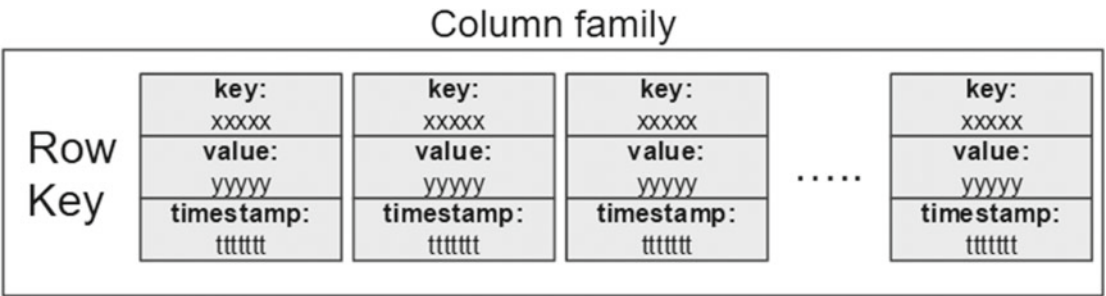 Column family
Row
Key
key:
xxxxx
value:
yyyyy
timestamp:
ttttttt
key:
xxxxx
value:
yyyyy
timestamp:
ttttttt
key:
xxxxx
value:
yyyyy
timestamp:
ttttttt
.....
key:
xxxxx
value:
yyyyy
timestamp:
ttttttt